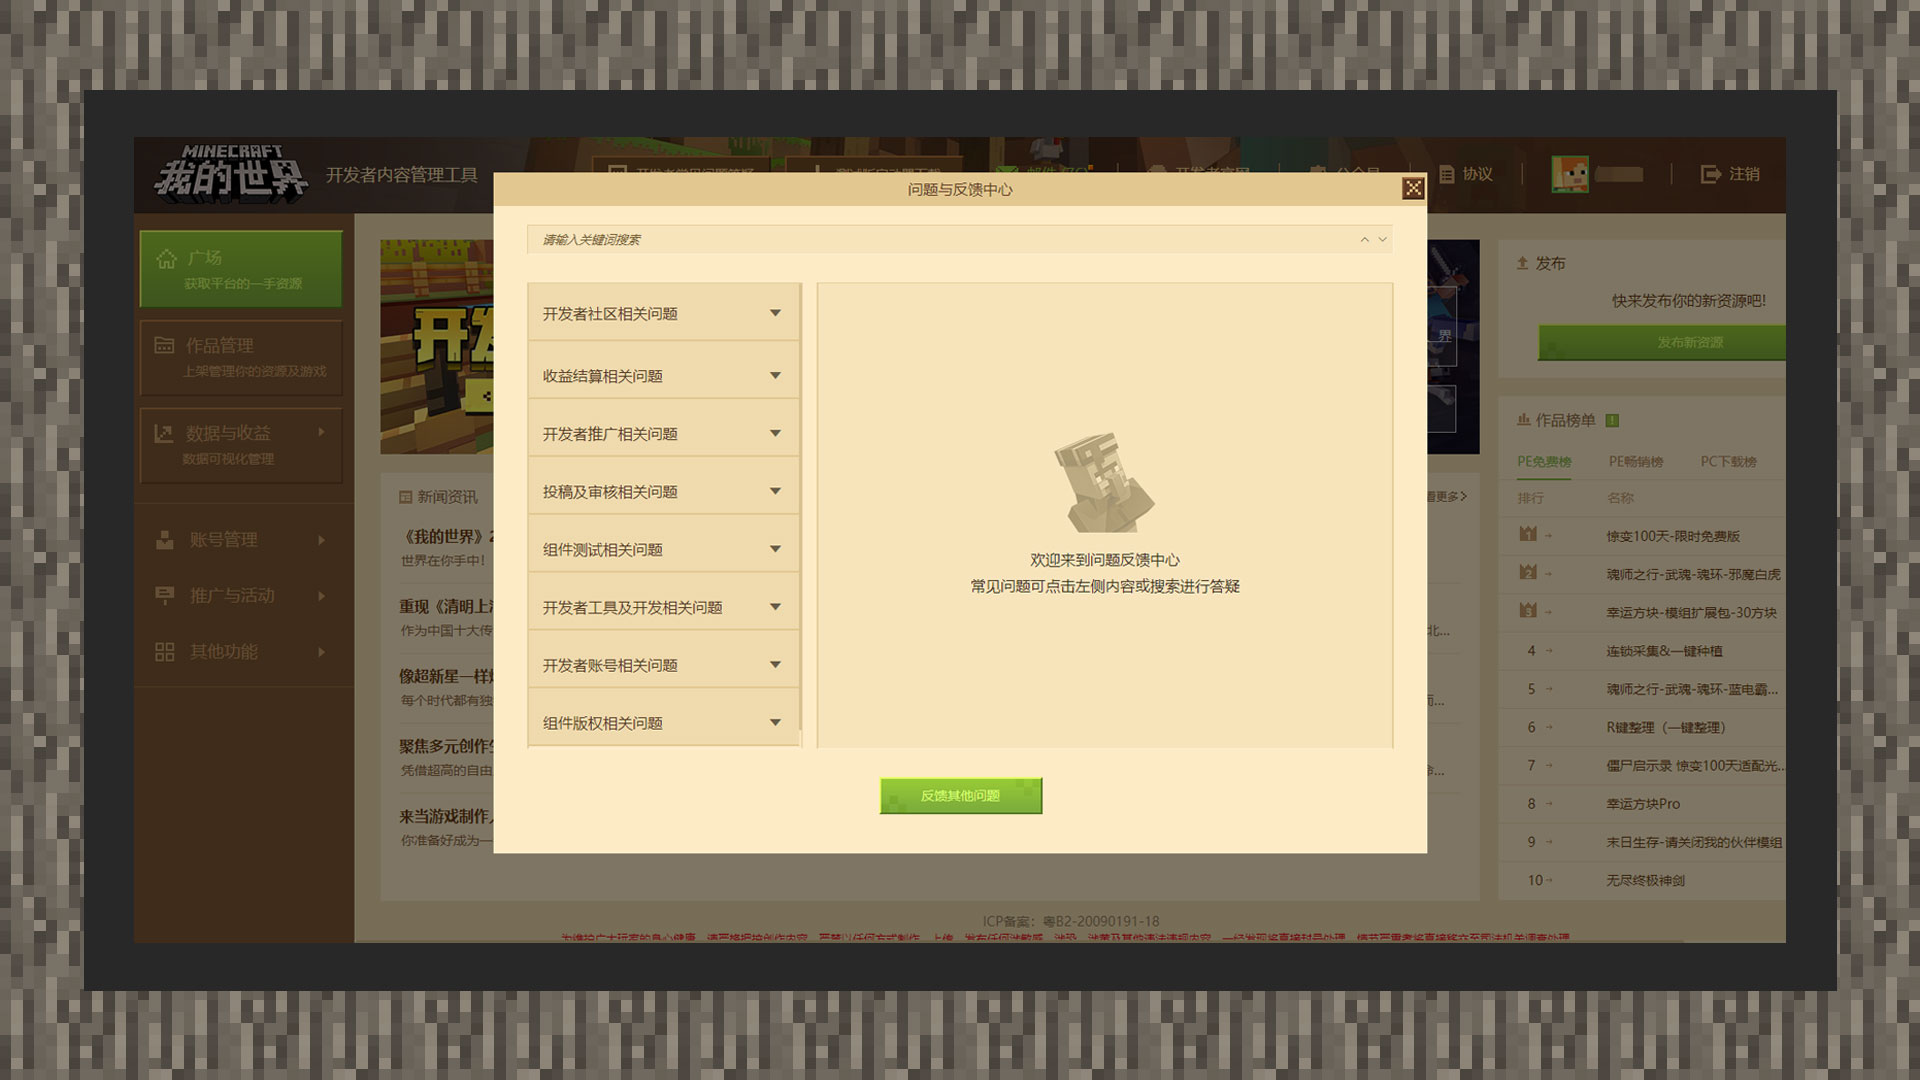 MINECRAFT
我的世界
开发者内容管理工具
协议
注销
问题与反馈中心
请输入关键词搜索
开发者社区相关问题
收益结算相关问题
开发者推广相关问题
投稿及审核相关问题
组件测试相关问题
开发者工具及开发相关问题
开发者账号相关问题
组件版权相关问题
欢迎来到问题反馈中心
常见问题可点击左侧内容或搜索进行答疑
反馈其他问题
广场
获取平台的一手资源
作品管理
上架管理你的资源及游戏
数据与收益
数据可视化管理
账号管理
推广与活动
其他功能
开发
新闻资讯
更多>
《我的世界》2
世界在你手中！
重现《清明上
作为中国十大传
像超新星一样
每个时代都有独
聚焦多元创作
凭借超高的自由
来当游戏制作
你准备好成为一
界
北...
发布
快来发布你的新资源吧!
发布新资源
作品榜单
PE免费榜 PE畅销榜 PC下载榜
排行 名称
1 惊变100天-限时免费版
2 魂师之行-武魂-魂环-邪魔白虎
3 幸运方块-模组扩展包-30方块
4 连锁采集&一键种植
5 魂师之行-武魂-魂环-蓝电霸...
6 R键整理（一键整理）
7 僵尸启示录 惊变100天适配光...
8 幸运方块Pro
9 末日生存-请关闭我的伙伴模组
10 无尽终极神剑
ICP备案：粤B2-20090191-18